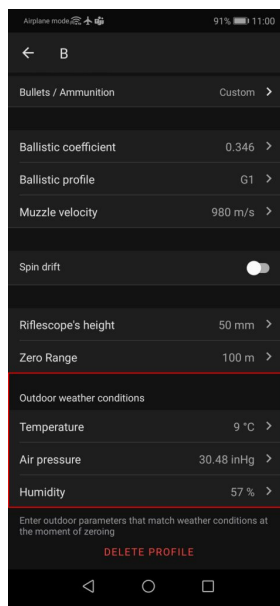 Airplane mode 91% 11:00
B
Bullets / Ammunition Custom
Ballistic coefficient 0.346
Ballistic profile G1
Muzzle velocity 980 m/s
Spin drift
Riflescope's height 50 mm
Zero Range 100 m
Outdoor weather conditions
Temperature 9 °C
Air pressure 30.48 inHg
Humidity 57 %
Enter outdoor parameters that match weather conditions at
the moment of zeroing
DELETE PROFILE